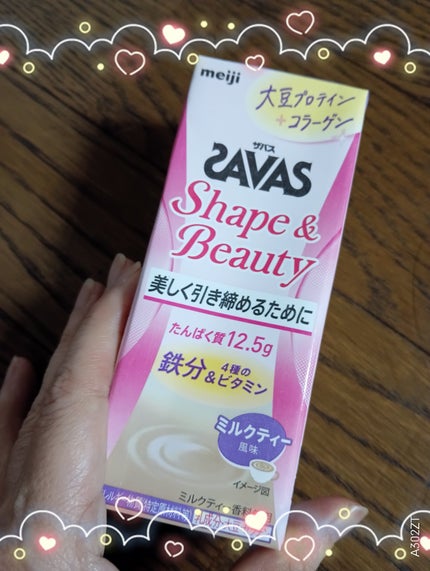 meiji
大豆プロテイン
+コラーゲン
ザバス
SAVAS
Shape &
Beauty
美しく引き締めるために
たんぱく質12.5g
鉄分&4種のビタミン
ミルクティー
風味
イメージ図
ミルクティー香料
A302ZT